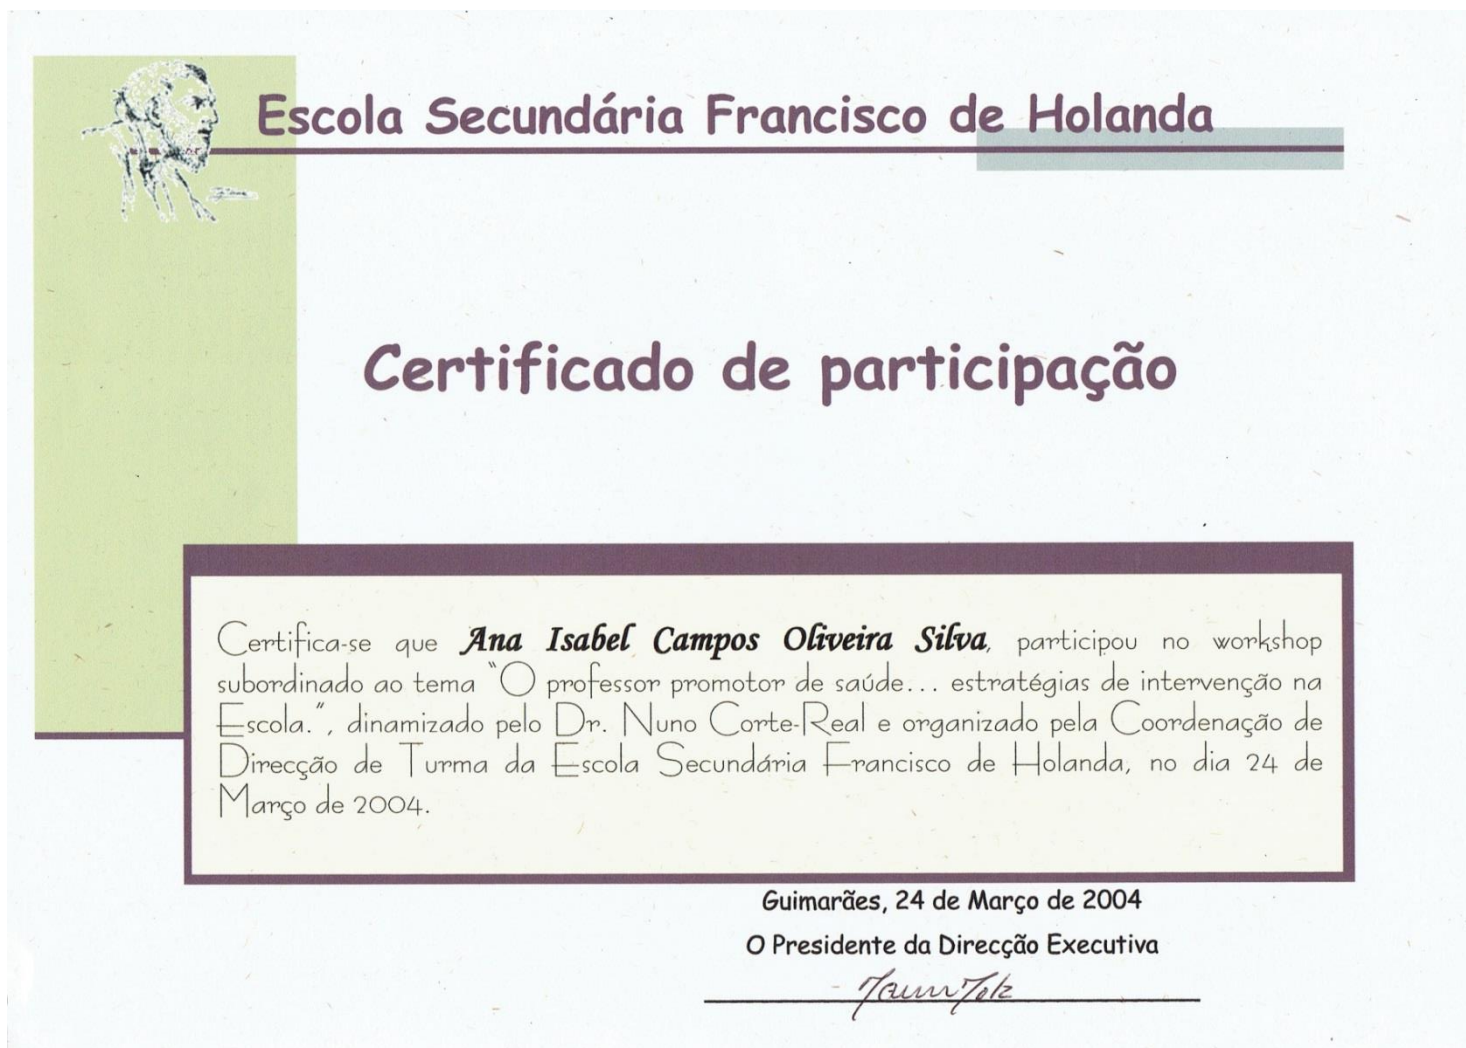 Escola Secundária Francisco de Holanda
Certificado de participação
Certifica-se que Ana Isabel Campos Oliveira Silva, participou no workshop
subordinado ao tema "O professor promotor de saúde... estratégias de intervenção na
Escola.", dinamizado pelo Dr. Nuno Corte-Real e organizado pela Coordenação de
Direcção de Turma da Escola Secundária Francisco de Holanda, no dia 24 de
Março de 2004.
Guimarães, 24 de Março de 2004
O Presidente da Direcção Executiva